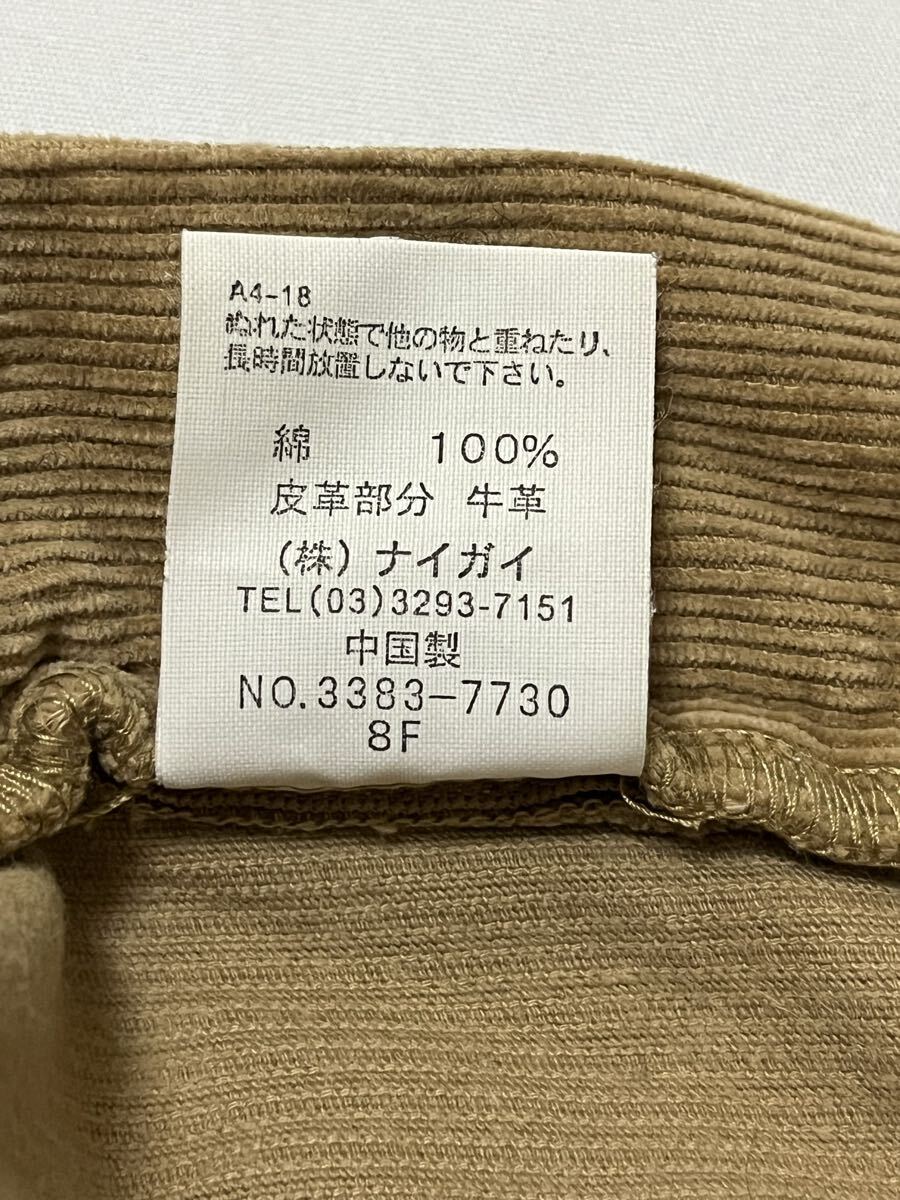 A4-18
ぬれた状態で他の物と重ねたり、
長時間放置しないで下さい。
綿 100%
皮革部分 牛革
(株)ナイガイ
TEL(03)3293-7151
中国製
NO.3383-7730
8F